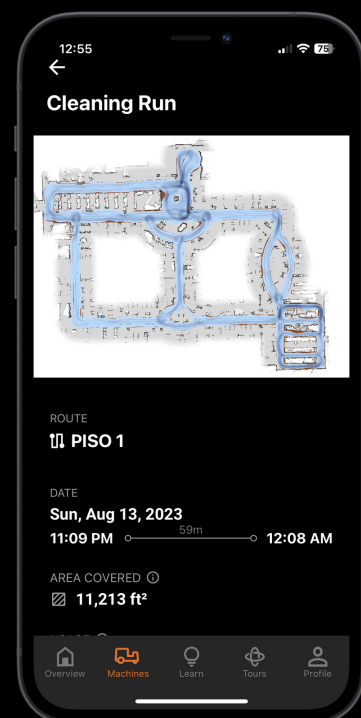 12:55
75
Cleaning Run
ROUTE
PISO 1
DATE
Sun, Aug 13, 2023
11:09 PM 59m 12:08 AM
AREA COVERED
11,213 ft²
Overview Machines Learn Tours Profile